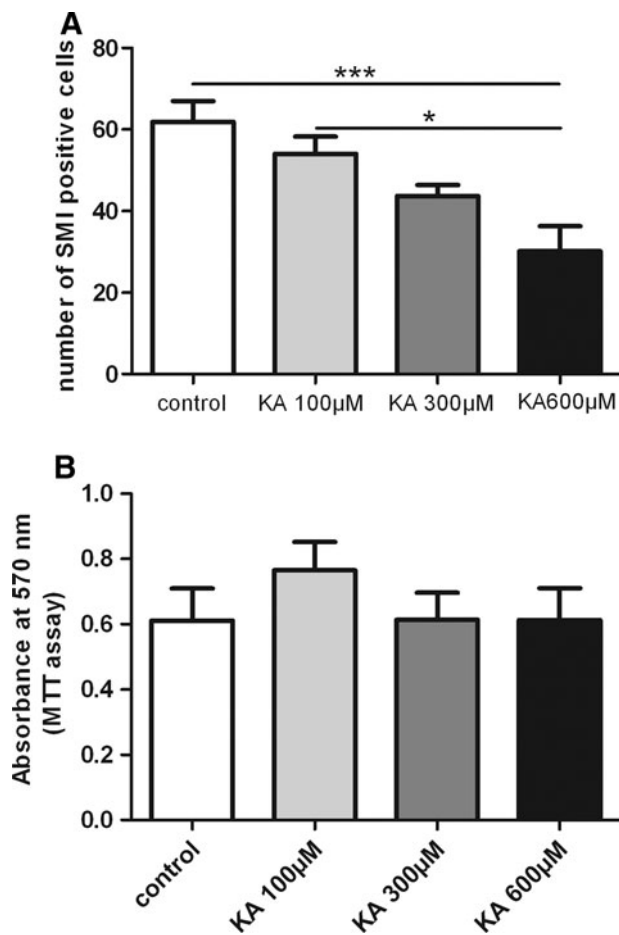 A
number of SMI positive cells
80
60
40
20
0
***
*
control KA 100µM KA 300µM KA600µM
B
Absorbance at 570 nm
(MTT assay)
1.0
0.8
0.6
0.4
0.2
0.0
control KA 100µM KA 300µM KA 600µM